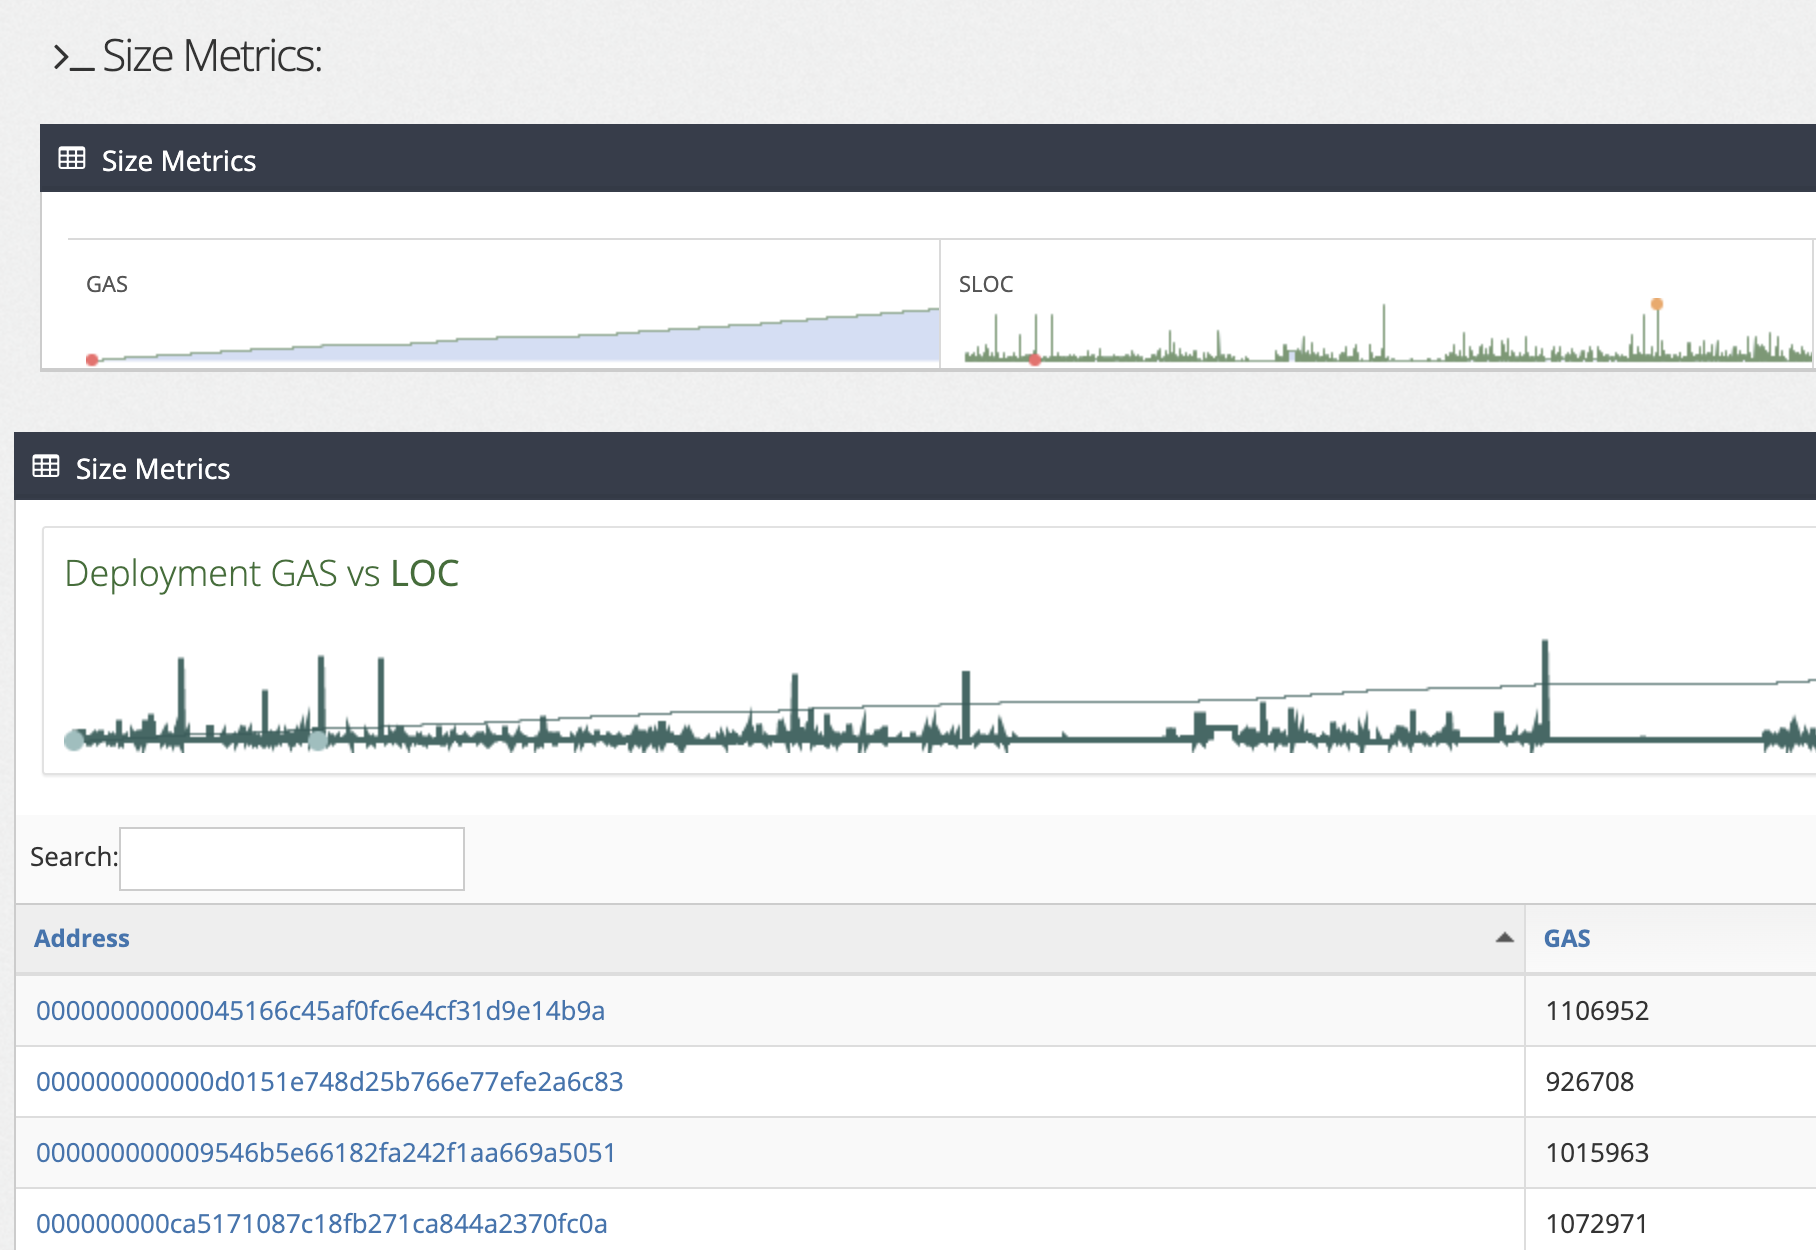 >_ Size Metrics:
Size Metrics
GAS
SLOC
Size Metrics
Deployment GAS vs LOC
Search:
Address GAS
00000000000045166c45af0fc6e4cf31d9e14b9a 1106952
000000000000d0151e748d25b766e77efe2a6c83 926708
000000000009546b5e66182fa242f1aa669a5051 1015963
000000000ca5171087c18fb271ca844a2370fc0a 1072971